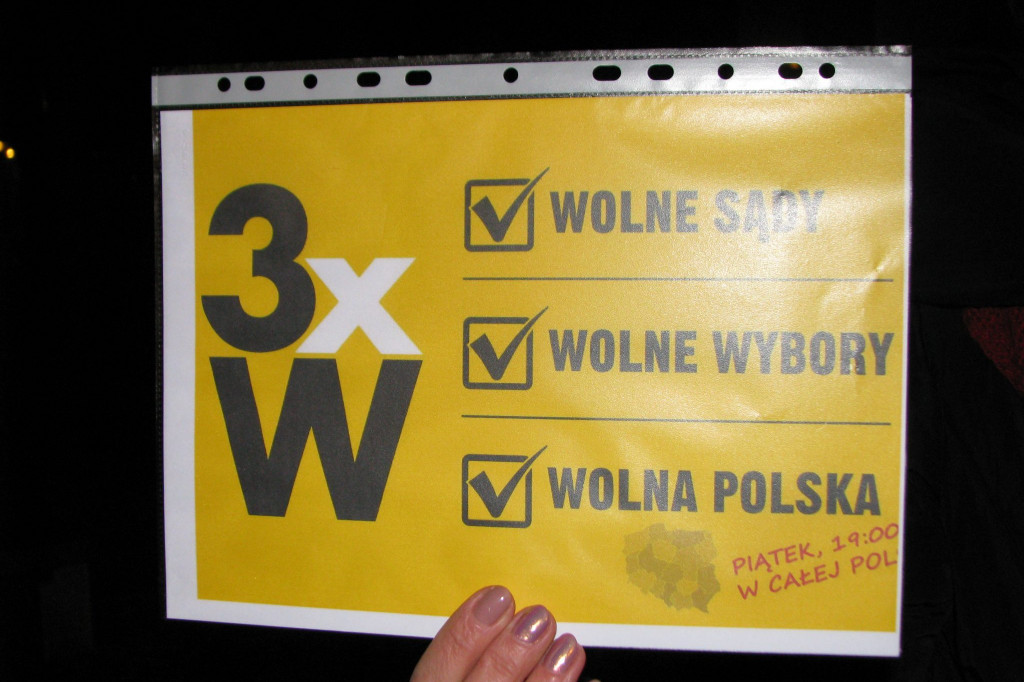 3x
W
WOLNE SĄDY
WOLNE WYBORY
WOLNA POLSKA
PIĄTEK, 19:00
W CAŁEJ POL